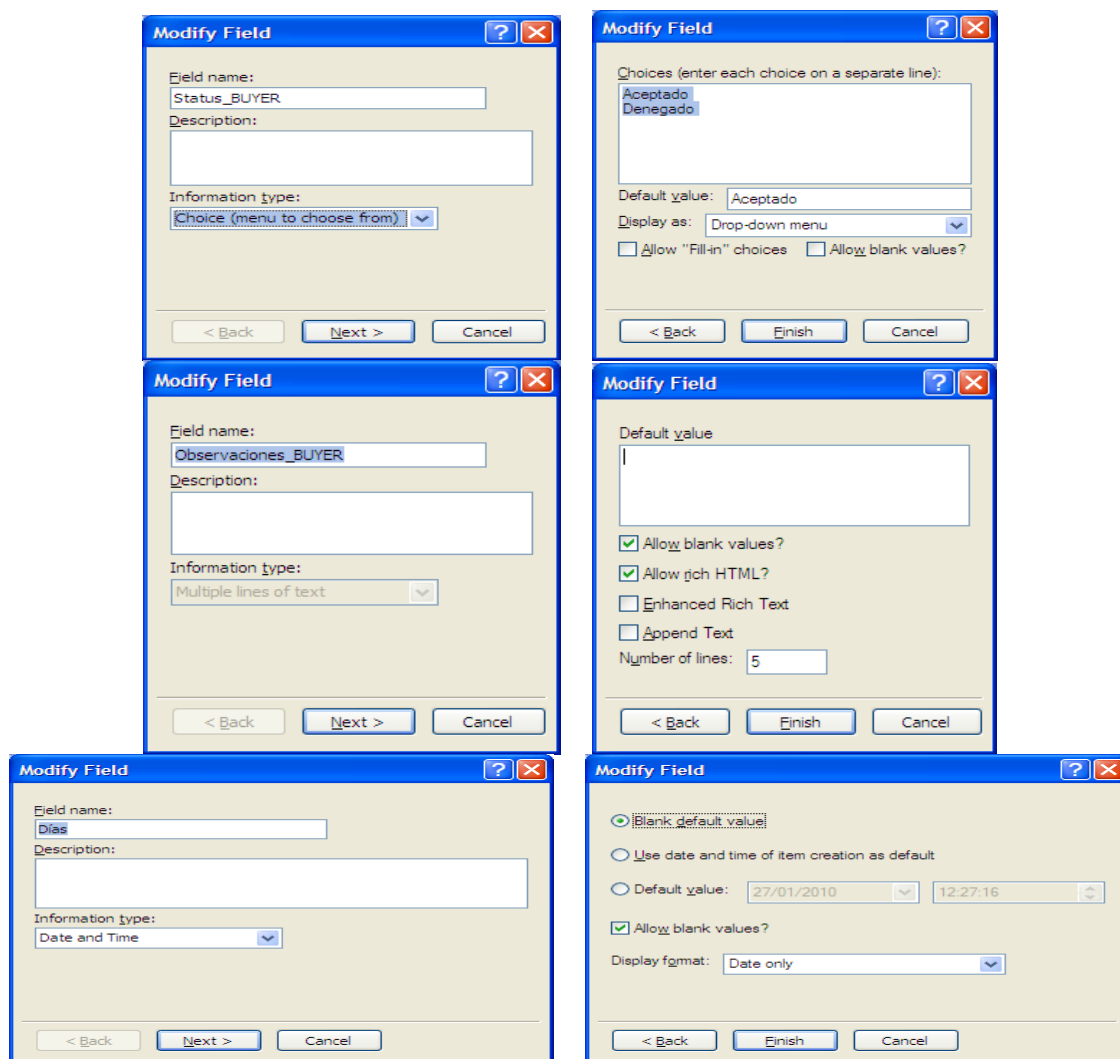 Modify Field
Field name:
Status_BUYER
Description:
Information type:
Choice (menu to choose from)
< Back
Next >
Cancel
Modify Field
Choices (enter each choice on a separate line):
Aceptado
Denegado
Default value:
Aceptado
Display as:
Drop-down menu
Allow "Fill-in" choices
Allow blank values?
< Back
Finish
Cancel
Modify Field
Field name:
Observaciones_BUYER
Description:
Information type:
Multiple lines of text
< Back
Next >
Cancel
Modify Field
Default value
Allow blank values?
Allow rich HTML?
Enhanced Rich Text
Append Text
Number of lines:
5
< Back
Finish
Cancel
Modify Field
Field name:
Días
Description:
Information type:
Date and Time
< Back
Next >
Cancel
Modify Field
Blank default value
Use date and time of item creation as default
Default value:
27/01/2010
12:27:16
Allow blank values?
Display format:
Date only
< Back
Finish
Cancel